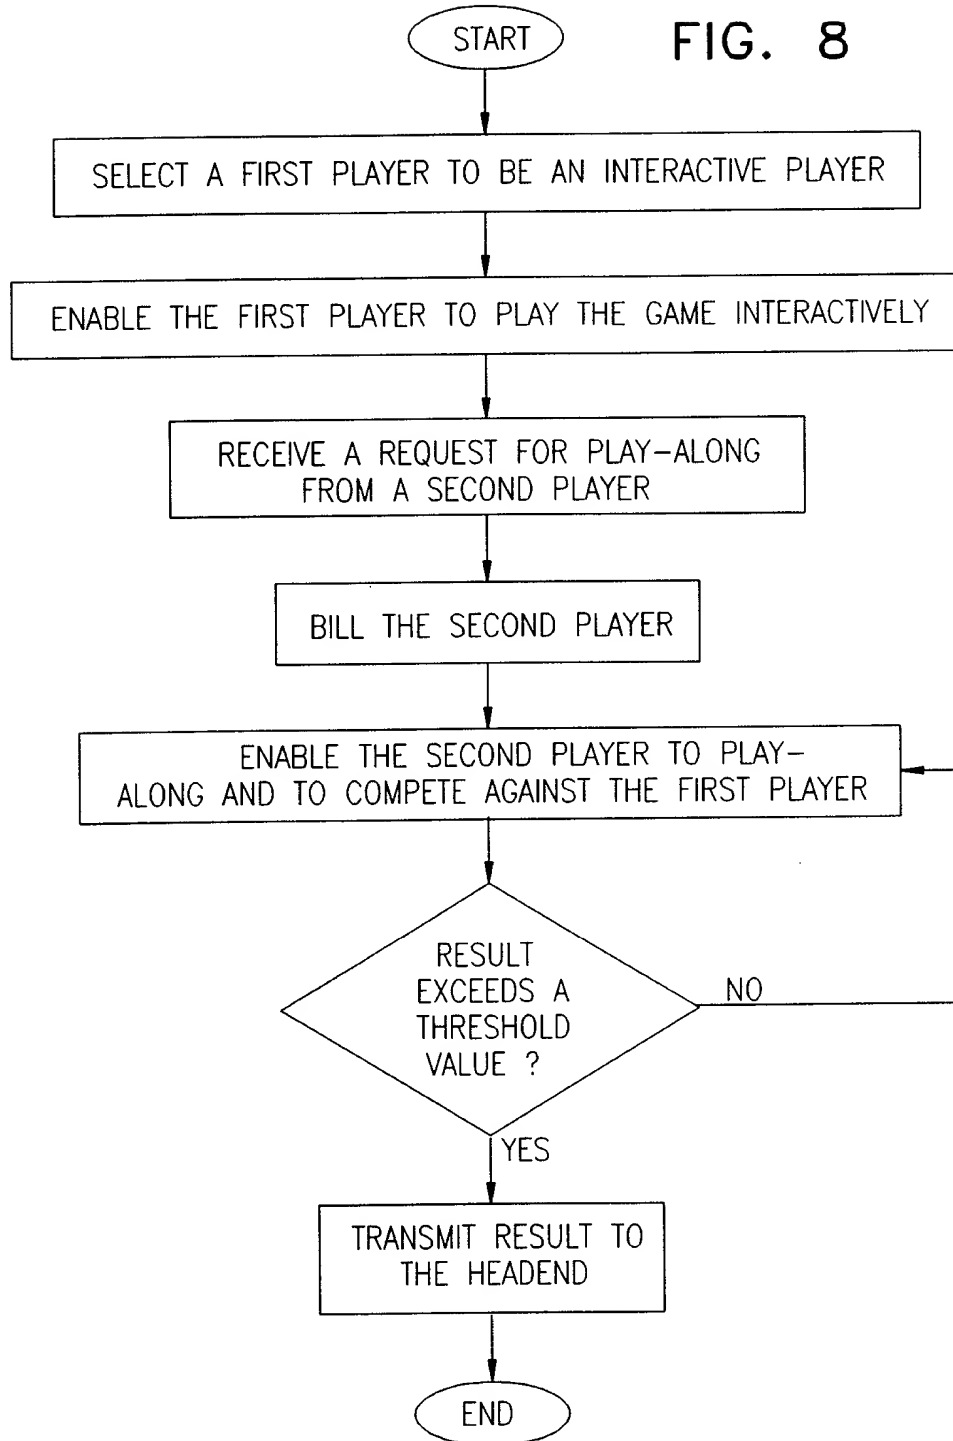 START
FIG. 8
SELECT A FIRST PLAYER TO BE AN INTERACTIVE PLAYER
ENABLE THE FIRST PLAYER TO PLAY THE GAME INTERACTIVELY
RECEIVE A REQUEST FOR PLAY-ALONG
FROM A SECOND PLAYER
BILL THE SECOND PLAYER
ENABLE THE SECOND PLAYER TO PLAY-
ALONG AND TO COMPETE AGAINST THE FIRST PLAYER
RESULT
EXCEEDS A
THRESHOLD
VALUE ?
NO
YES
TRANSMIT RESULT TO
THE HEADEND
END